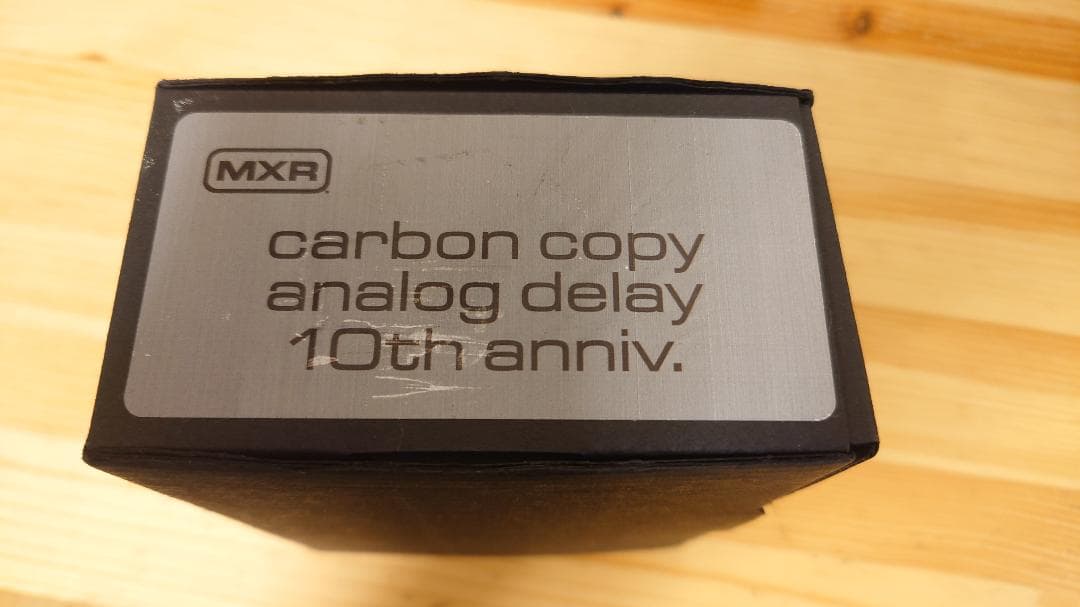 MXR
carbon copy
analog delay
10th anniv.